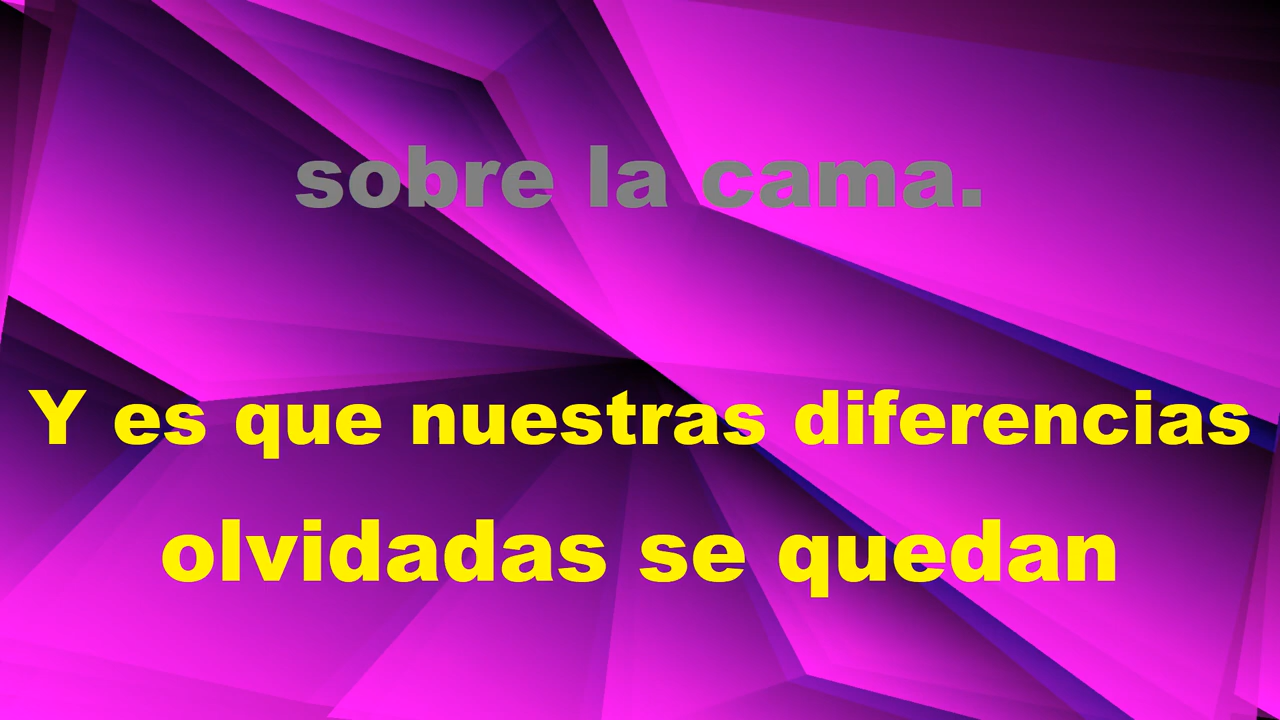 sobre la cama.
Y es que nuestras diferencias
olvidadas se quedan